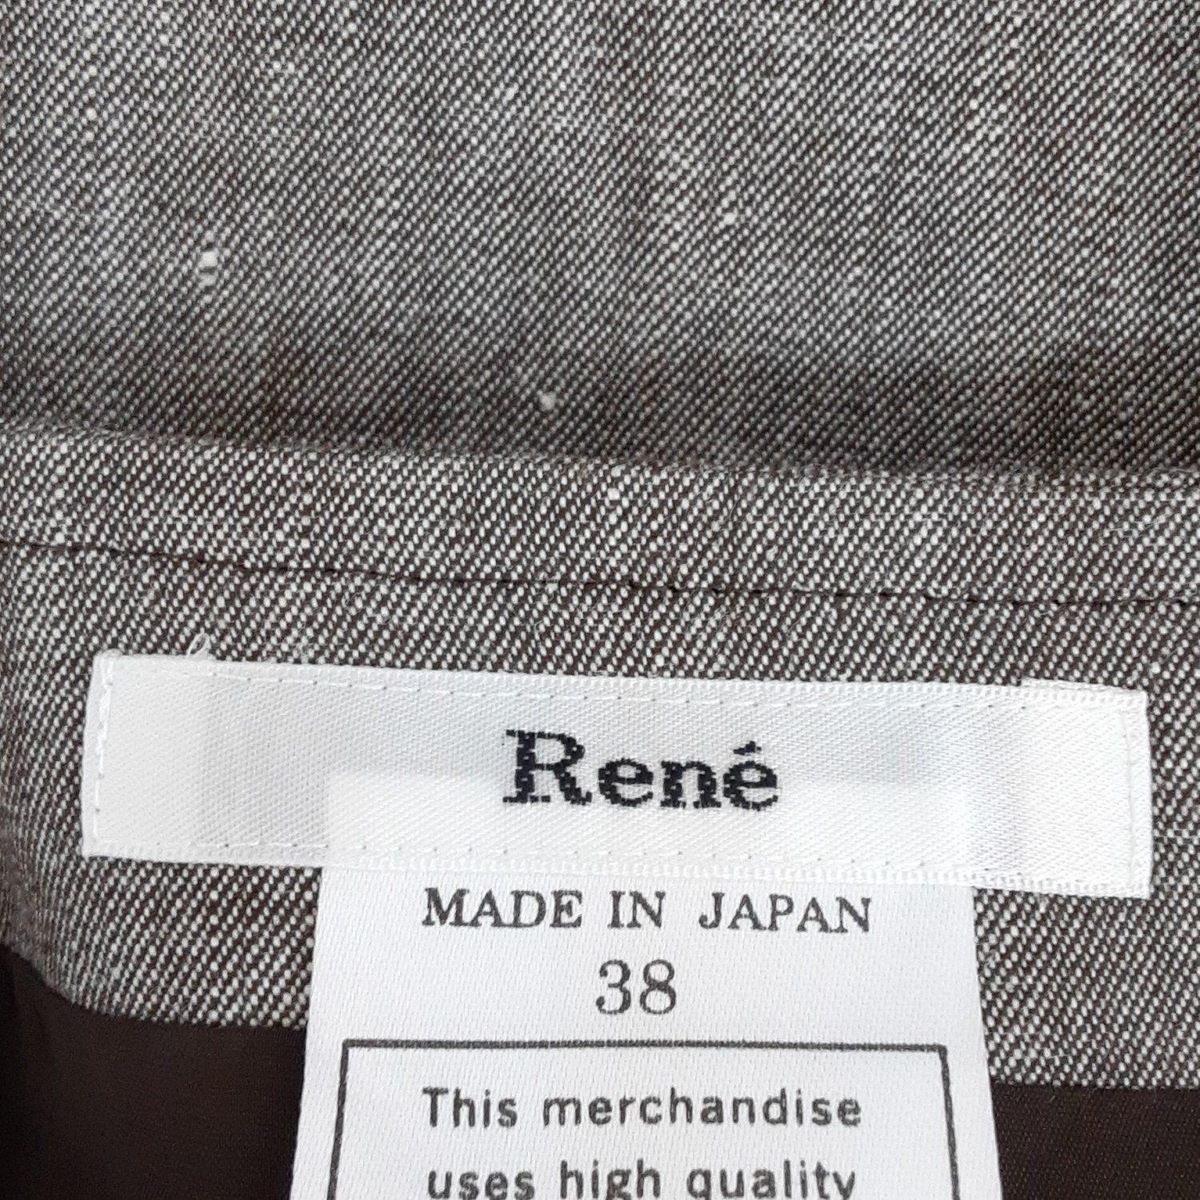 René
MADE IN JAPAN
38
This merchandise
uses high quality